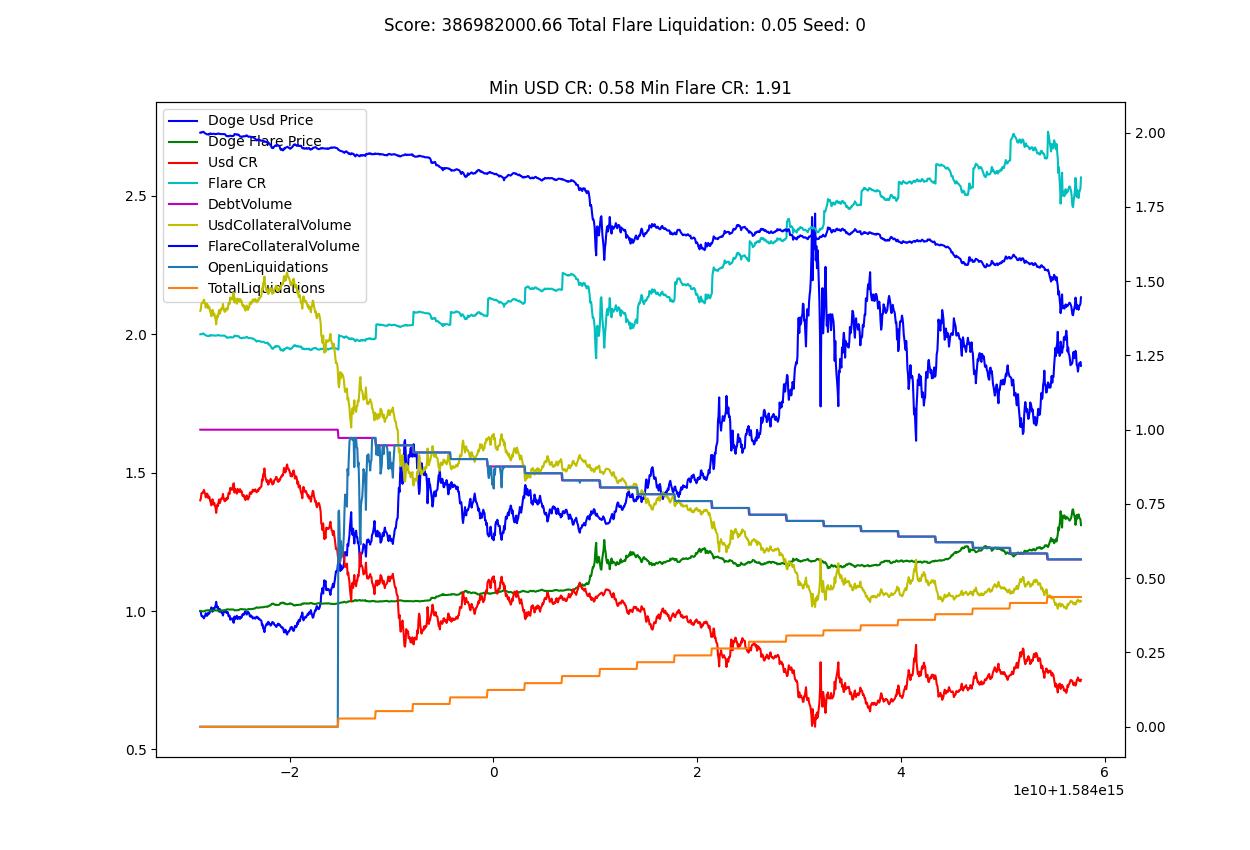 Score: 386982000.66 Total Flare Liquidation: 0.05 Seed: 0
Min USD CR: 0.58 Min Flare CR: 1.91
Doge Usd Price
Doge Flare Price
Usd CR
Flare CR
DebtVolume
UsdCollateralVolume
FlareCollateralVolume
OpenLiquidations
TotalLiquidations
2.5
2.0
1.5
1.0
0.5
2.00
1.75
1.50
1.25
1.00
0.75
0.50
0.25
0.00
−2 0 2 4 6
1e10+1.584e15